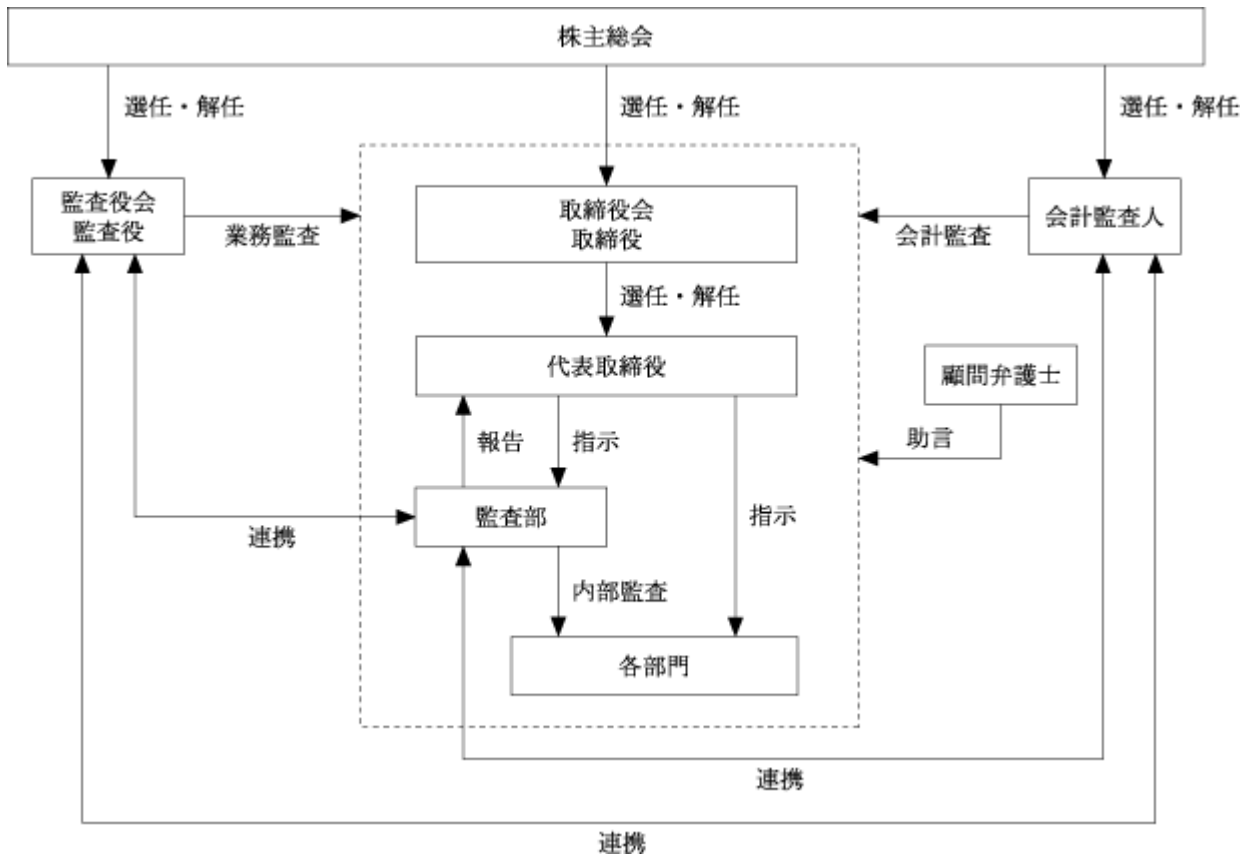 株主総会
選任・解任
選任・解任
選任・解任
監査役会
監査役
業務監査
取締役会
取締役
会計監査
会計監査人
選任・解任
代表取締役
顧問弁護士
報告
指示
助言
監査部
指示
連携
内部監査
各部門
連携
連携